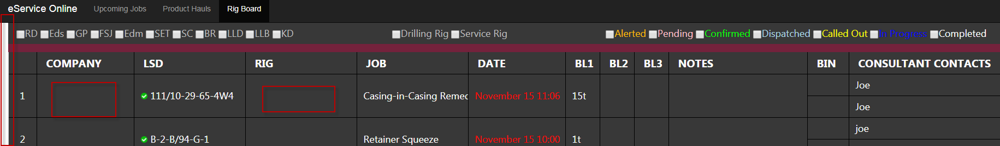 eService Online Upcoming Jobs Product Hauls Rig Board
RD Eds GP FSJ Edm SET SC BR LLD LLB KD Drilling Rig Service Rig Alerted Pending Confirmed Dispatched Called Out In Progress Completed
COMPANY LSD RIG JOB DATE BL1 BL2 BL3 NOTES BIN CONSULTANT CONTACTS
1 111/10-29-65-4W4 Casing-in-Casing Remec November 15 11:06 15t Joe
Joe
2 B-2-B/94-G-1 Retainer Squeeze November 15 10:00 1t joe